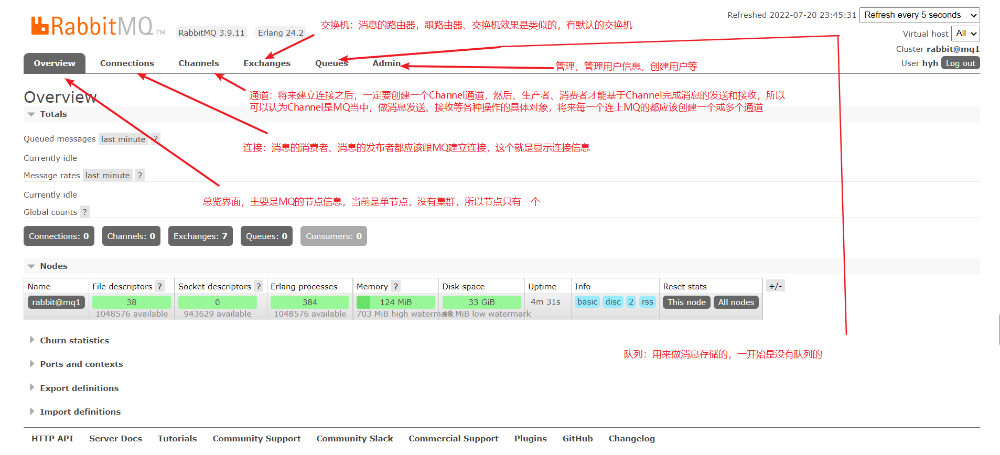 RabbitMQ TM
RabbitMQ 3.9.11 Erlang 24.2
交换机：消息的路由器，跟路由器、交换机效果是类似的，有默认的交换机
Refreshed 2022-07-20 23:45:31 Refresh every 5 seconds
Virtual host All
Cluster rabbit@mq1
User hyh Log out
Overview Connections Channels Exchanges Queues Admin
管理，管理用户信息，创建用户等
Overview
通道：将来建立连接之后，一定要创建一个Channel通道，然后、生产者、消费者才能基于Channel完成消息的发送和接收，所以
可以认为Channel是MQ当中，做消息发送、接收等各种操作的具体对象，将来每一个连上MQ的都应该创建一个或多个通道
Totals
Queued messages last minute ?
连接：消息的消费者、消息的发布者都应该跟MQ建立连接，这个就是显示连接信息
Currently idle
Message rates last minute ?
Currently idle
总览界面，主要是MQ的节点信息，当前是单节点，没有集群，所以节点只有一个
Global counts ?
Connections: 0 Channels: 0 Exchanges: 7 Queues: 0 Consumers: 0
Nodes
Name File descriptors ? Socket descriptors ? Erlang processes Memory ? Disk space Uptime Info Reset stats +/-
rabbit@mq1 38 0 384 124 MiB 33 GiB 4m 31s basic disc 2 rss This node All nodes
1048576 available 943629 available 1048576 available 703 MiB high watermark 48 MiB low watermark
Churn statistics
队列：用来做消息存储的，一开始是没有队列的
Ports and contexts
Export definitions
Import definitions
HTTP API Server Docs Tutorials Community Support Community Slack Commercial Support Plugins GitHub Changelog